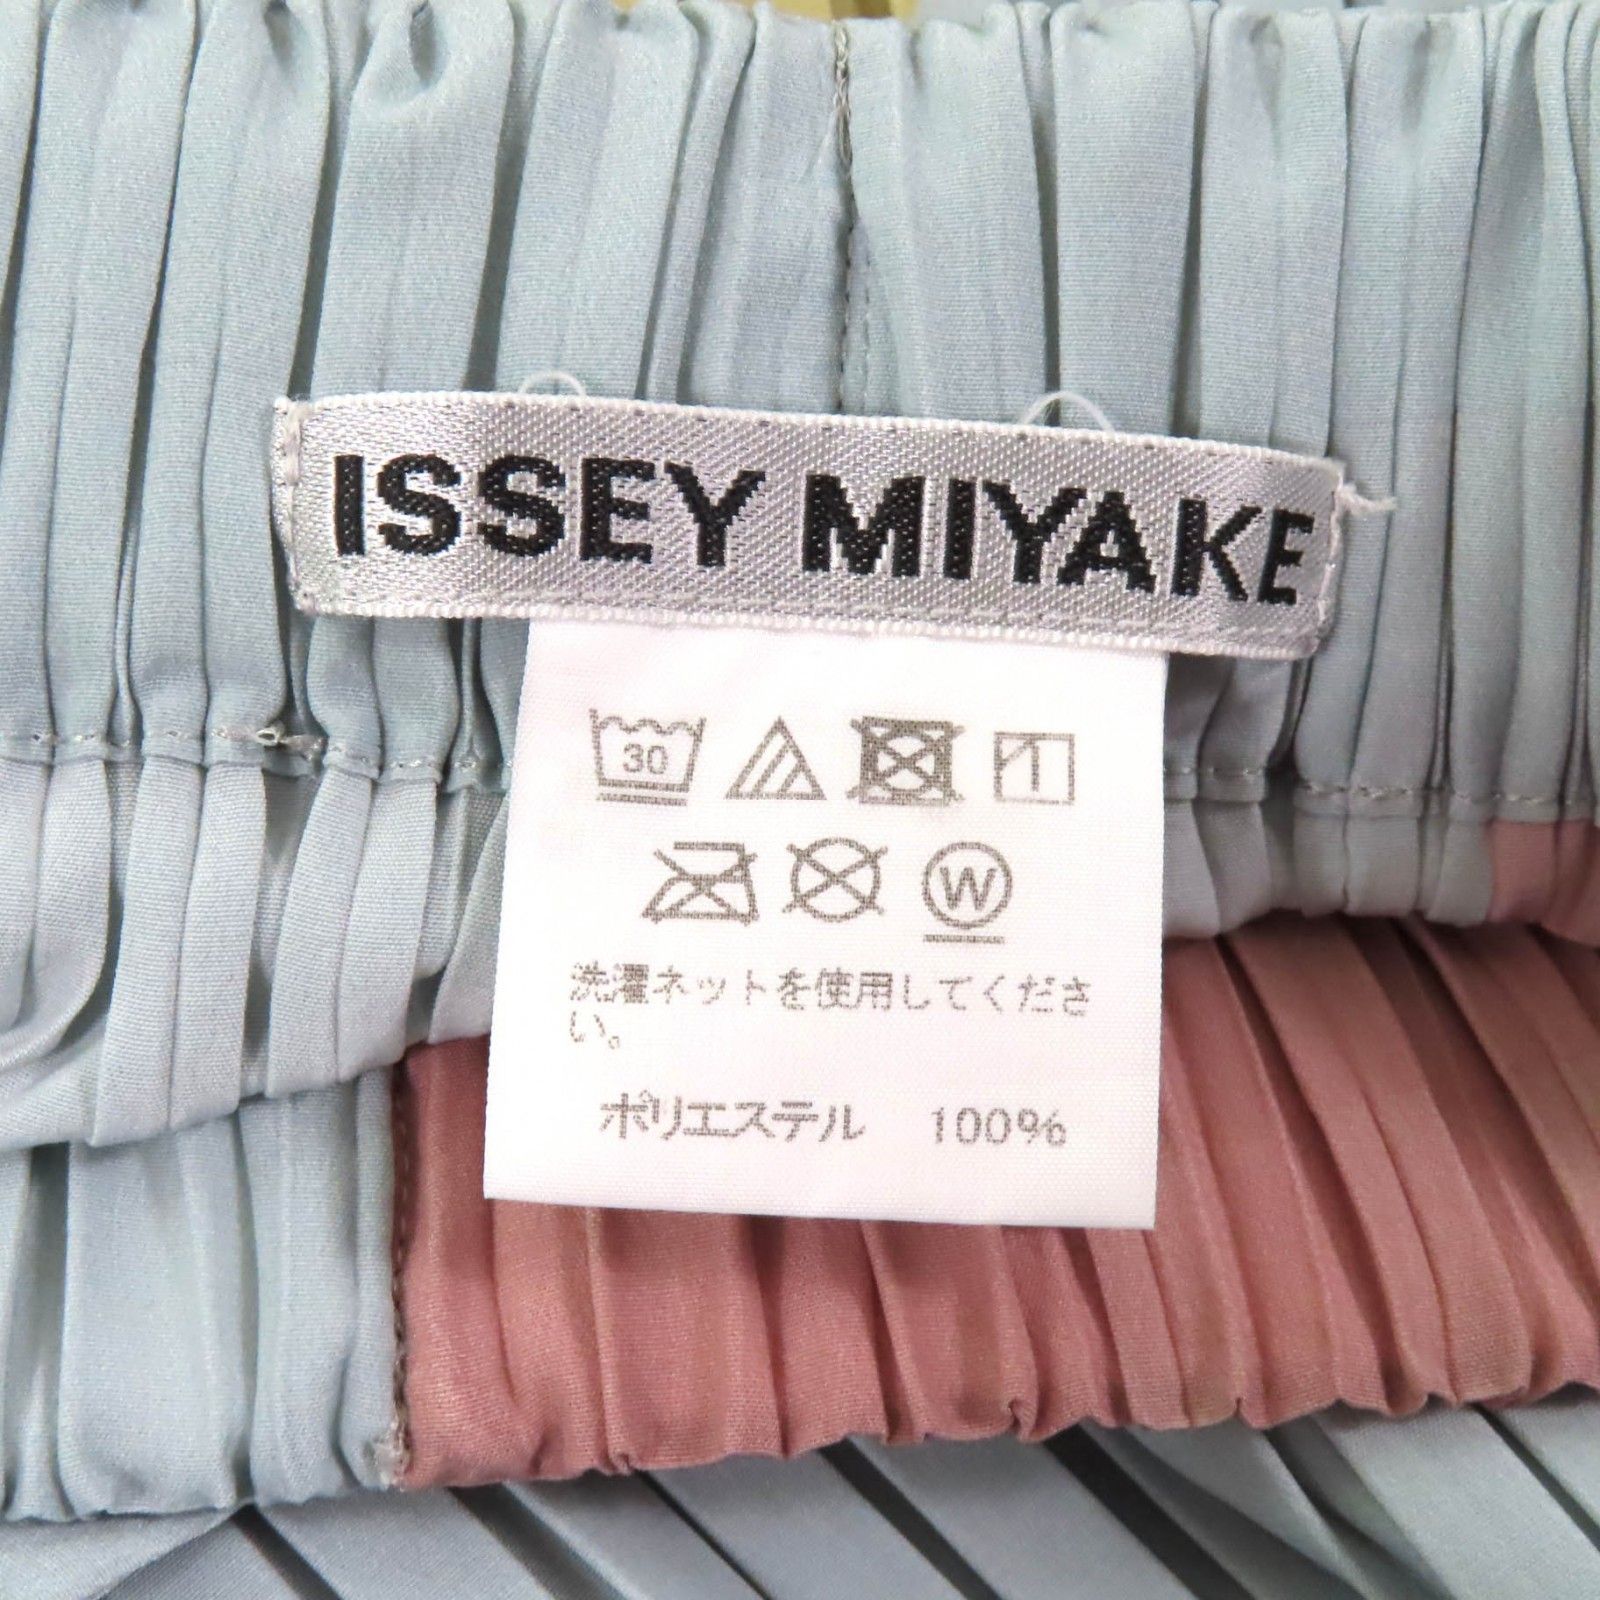 ISSEY MIYAKE
30
W
洗濯ネットを使用してくださ
い。
ポリエステル 100%